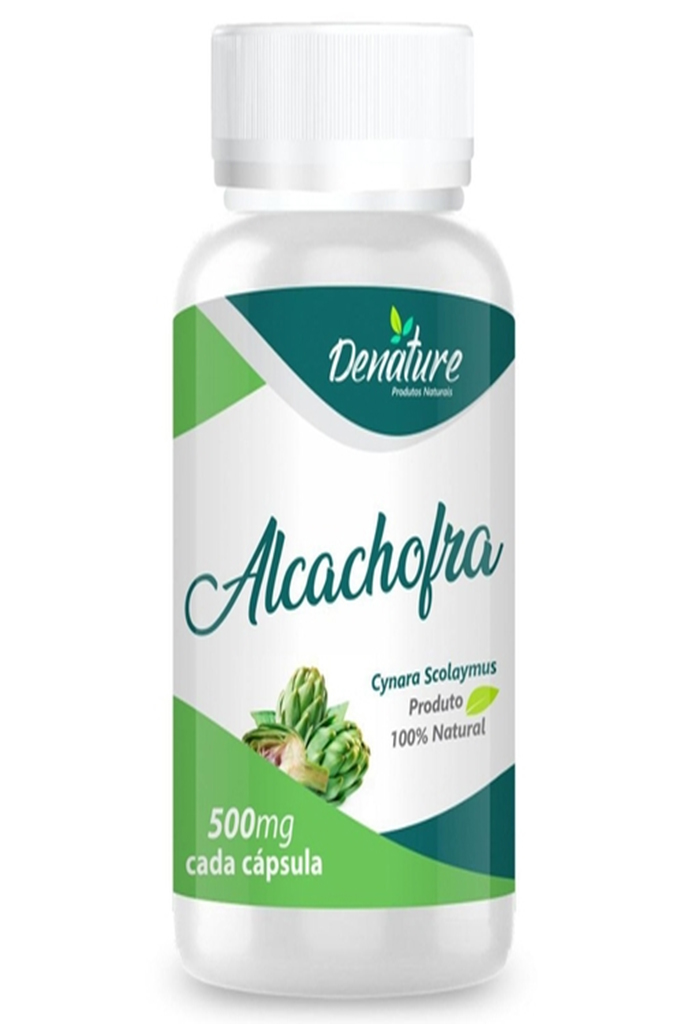 Denature
Produtos Naturais
Alcachofra
Cynara Scolaymus
Produto
100% Natural
500mg
cada cápsula